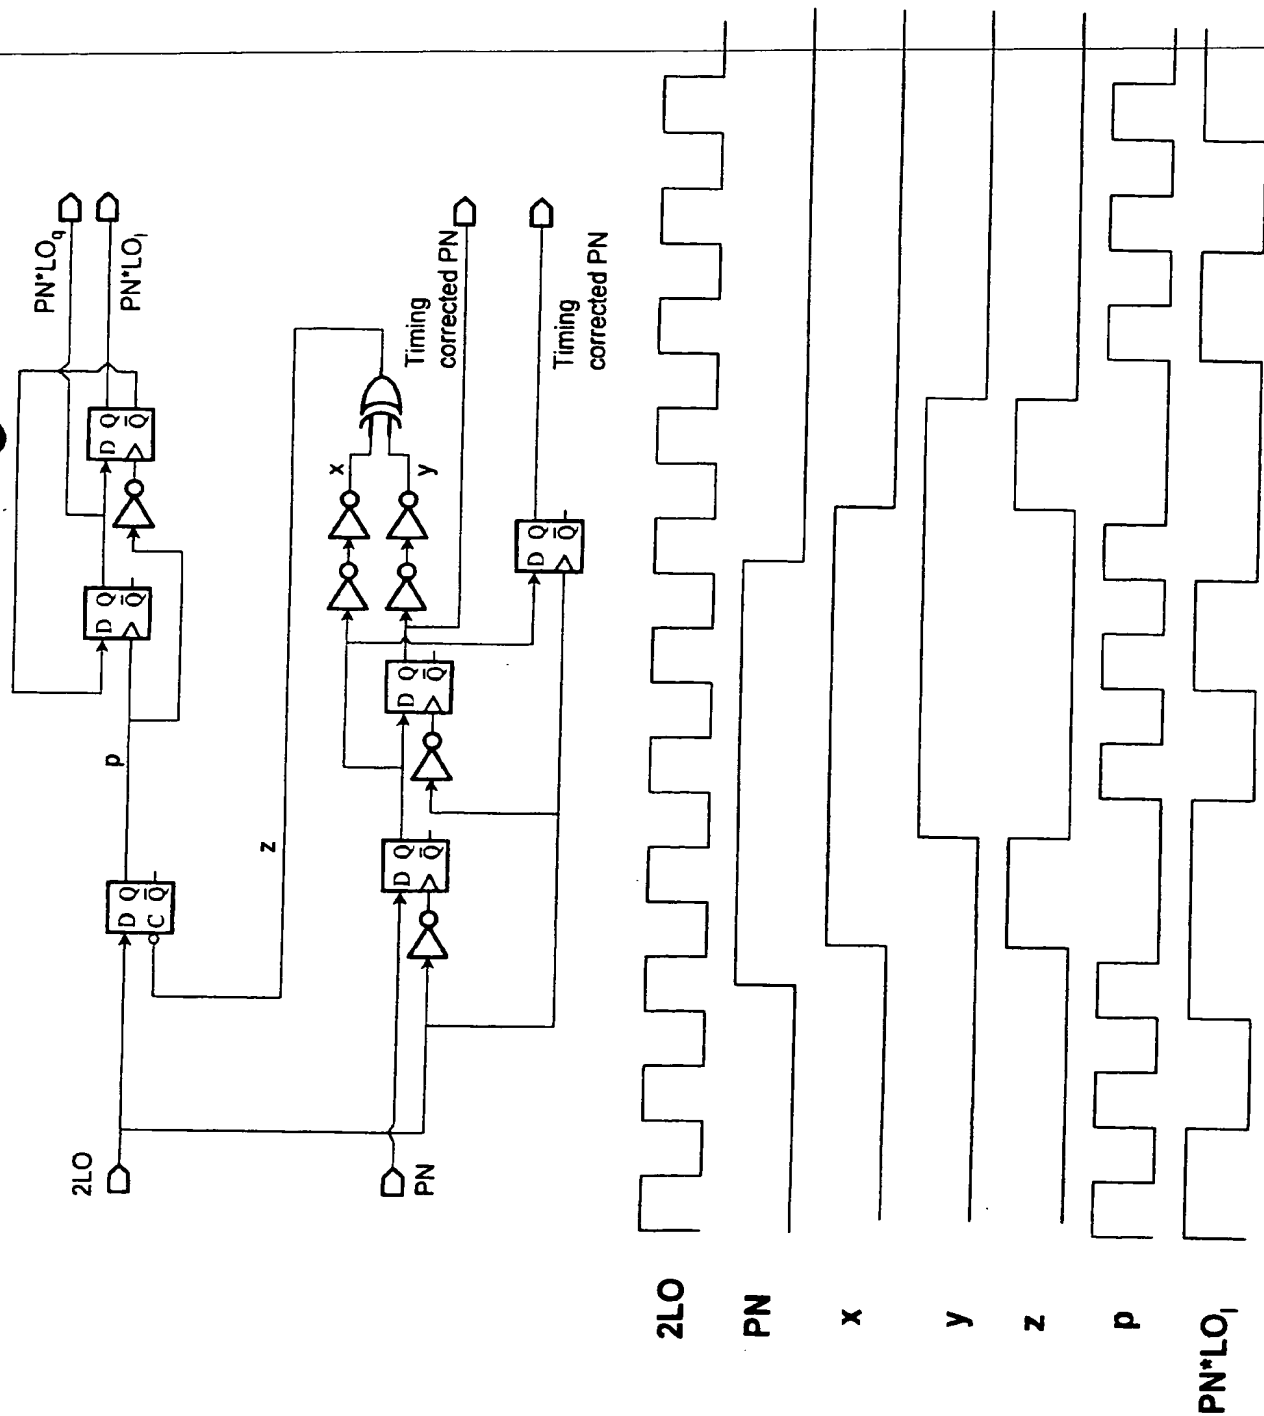 PN*LOq
PN*LOI
p
D Q
C Q
D Q
Q
D Q
Q
z
x
y
Timing
corrected PN
Timing
corrected PN
D Q
Q
D Q
Q
D Q
Q
2LO
PN
2LO
PN
x
y
z
p
PN*LOI